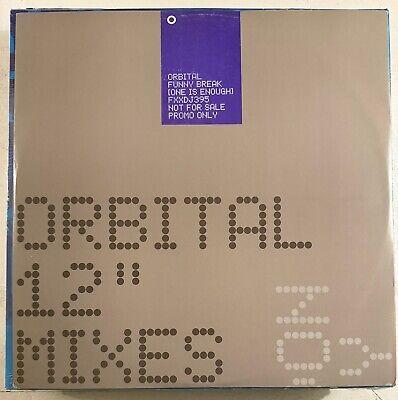 ORBITAL
FUNNY BREAK
[ONE IS ENOUGH]
FXXDJ395
NOT FOR SALE
PROMO ONLY
ORBITAL
12"
MIXES